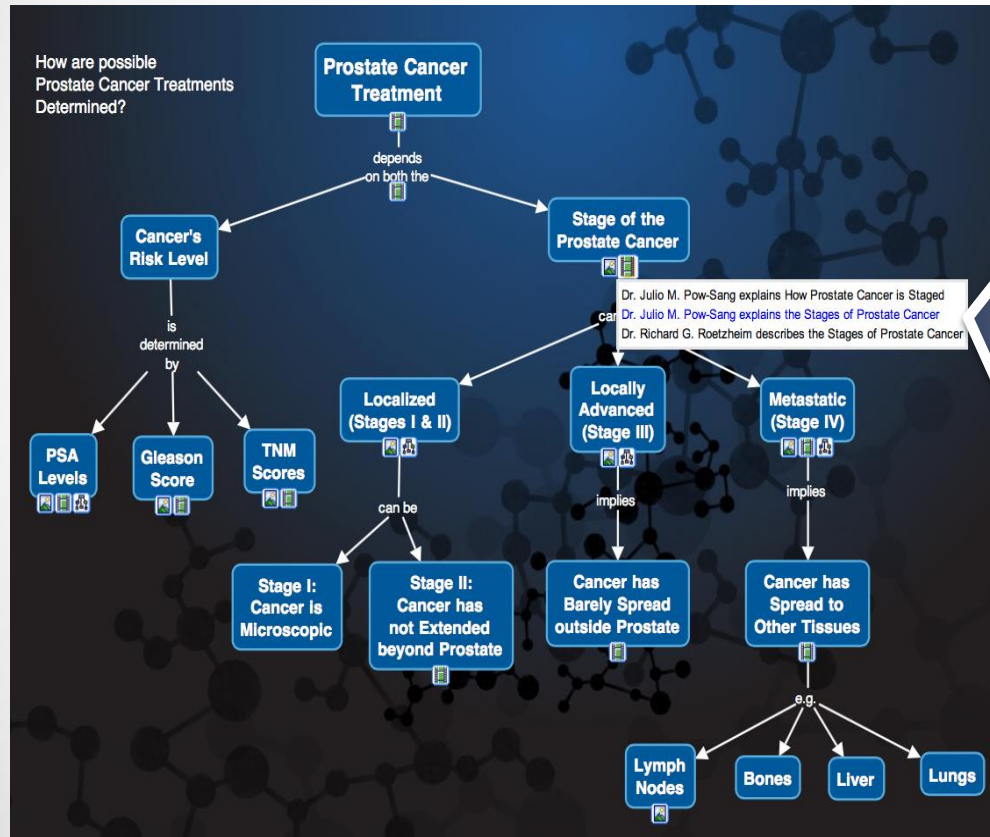 How are possible
Prostate Cancer Treatments
Determined?
Prostate Cancer
Treatment
depends
on both the
Cancer's
Risk Level
Stage of the
Prostate Cancer
Dr. Julio M. Pow-Sang explains How Prostate Cancer is Staged
Dr. Julio M. Pow-Sang explains the Stages of Prostate Cancer
Dr. Richard G. Roetzheim describes the Stages of Prostate Cancer
is
determined
by
Localized
(Stages I & II)
Locally
Advanced
(Stage III)
Metastatic
(Stage IV)
PSA
Levels
Gleason
Score
TNM
Scores
can be
implies
implies
Stage I:
Cancer is
Microscopic
Stage II:
Cancer has
not Extended
beyond Prostate
Cancer has
Barely Spread
outside Prostate
Cancer has
Spread to
Other Tissues
e.g.
Lymph
Nodes
Bones
Liver
Lungs